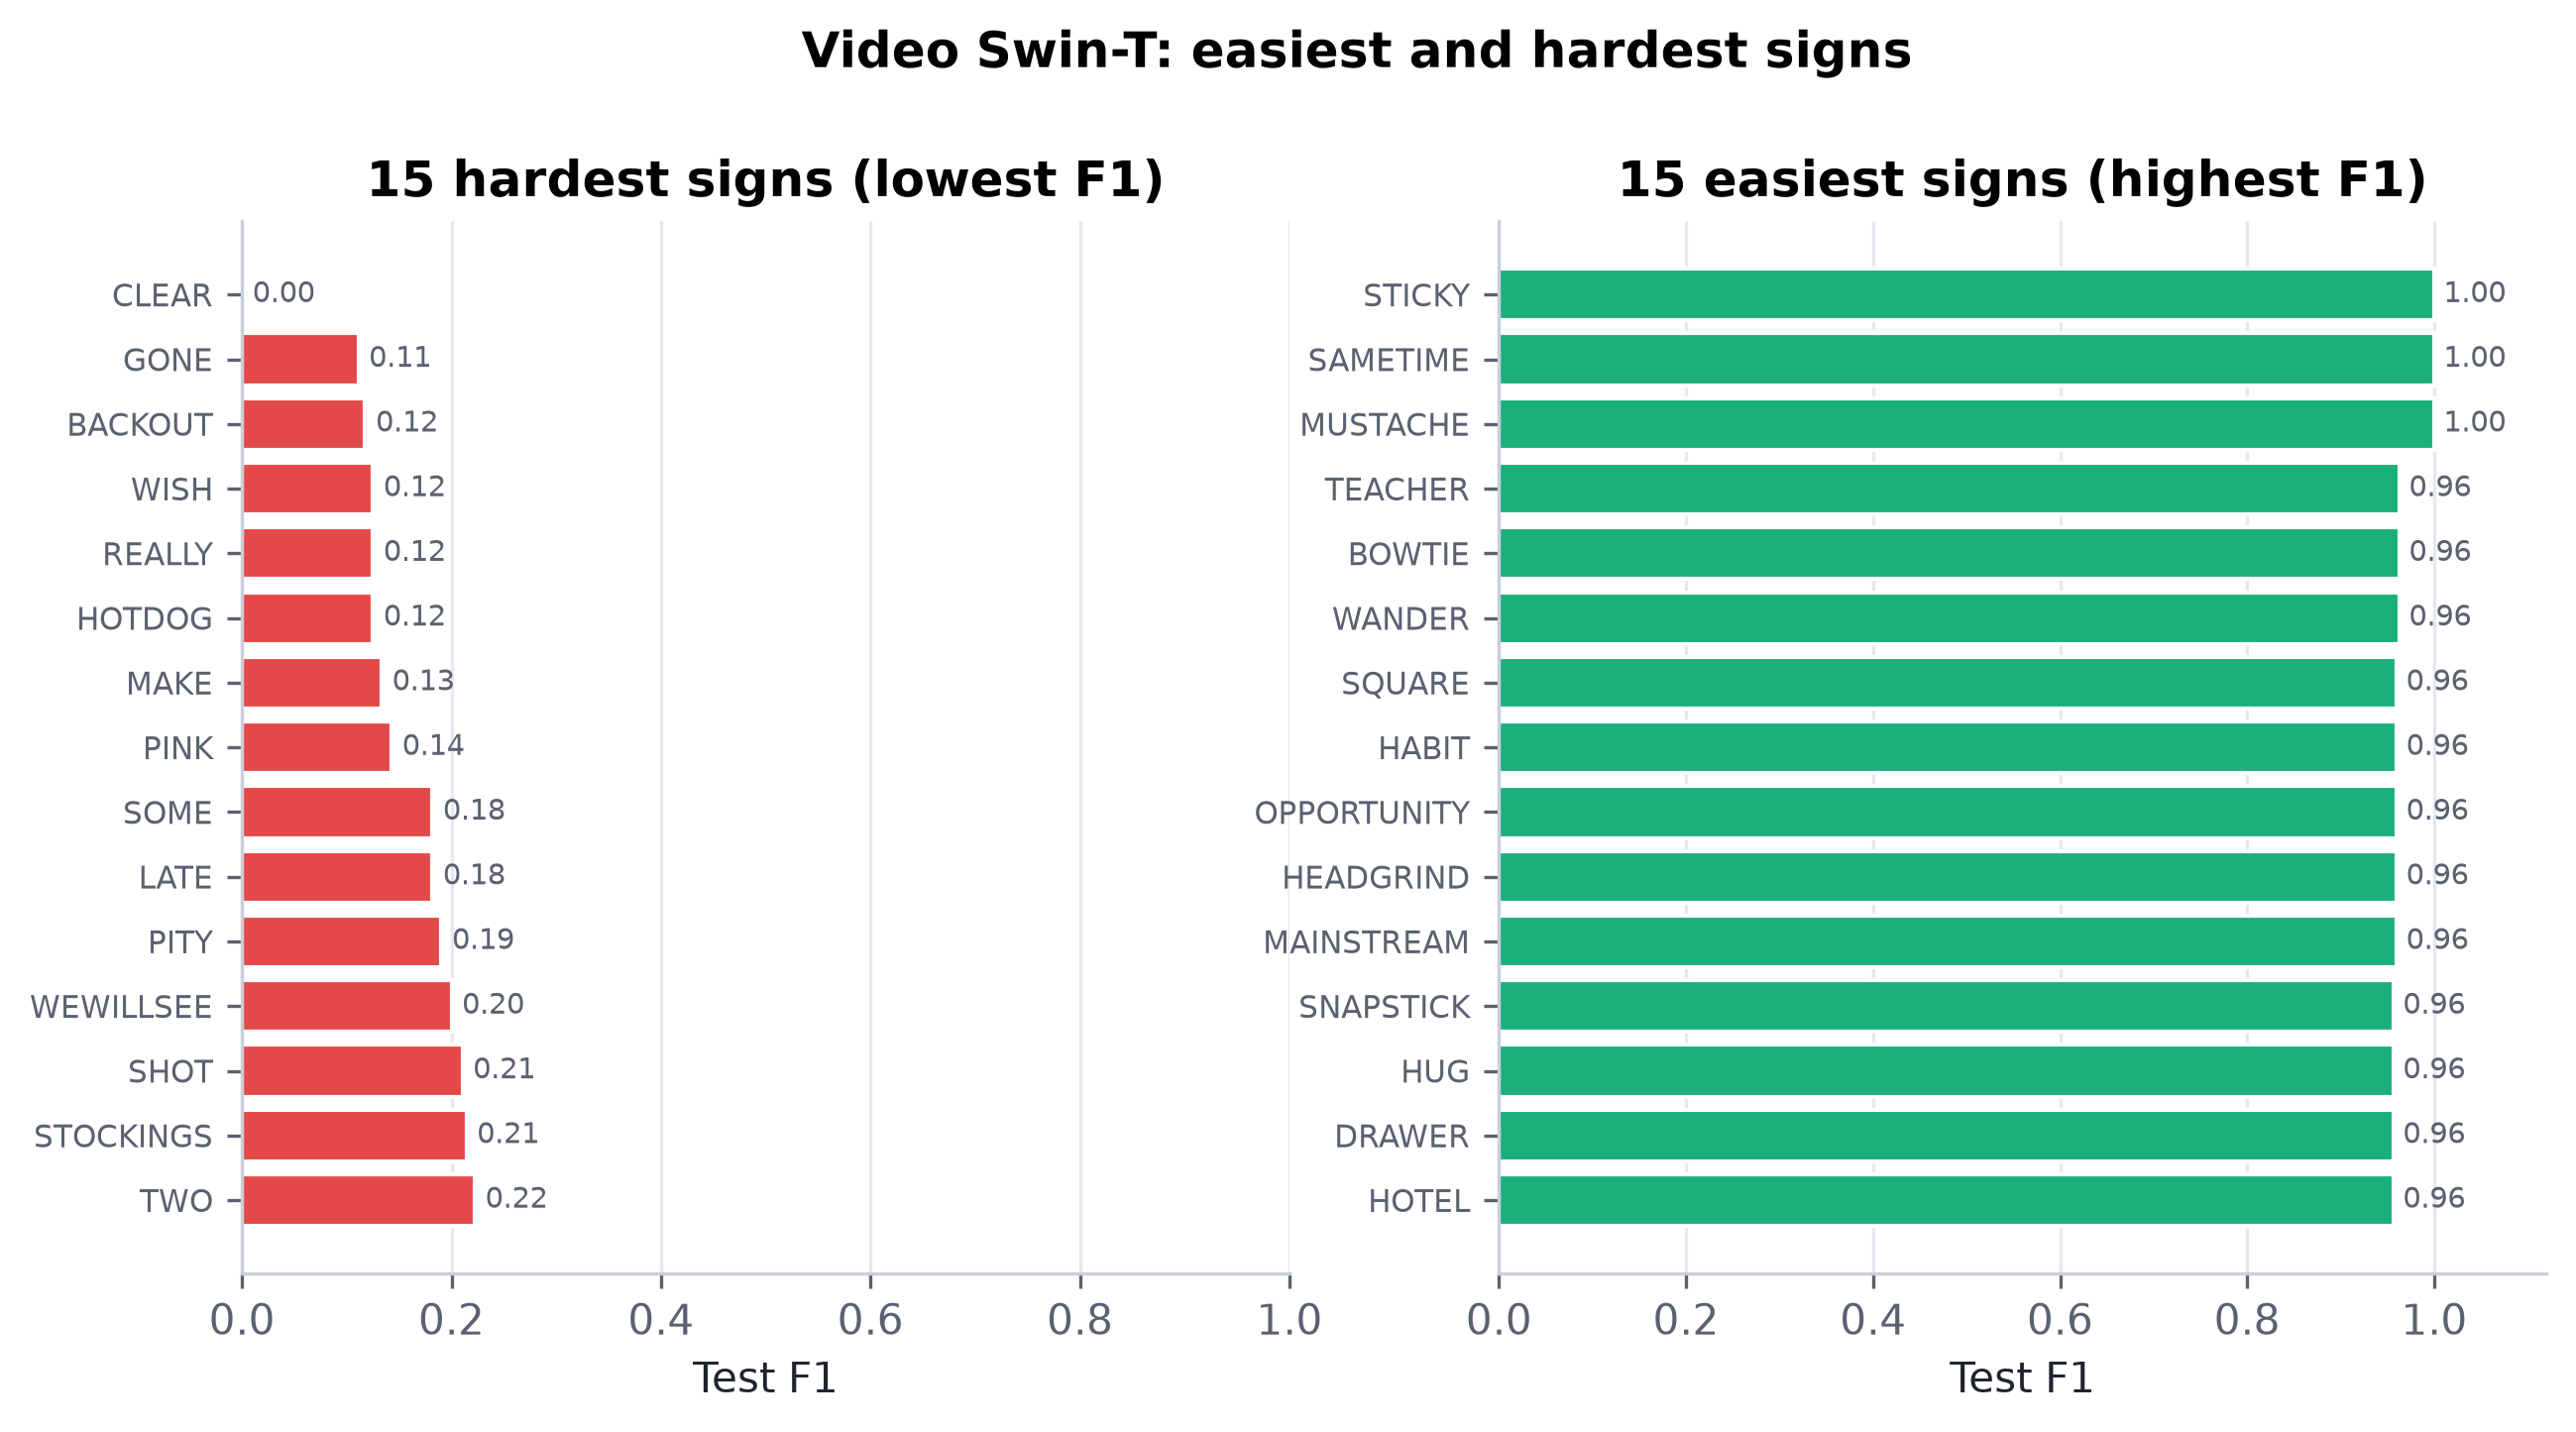 Video Swin-T: easiest and hardest signs
15 hardest signs (lowest F1)
CLEAR 0.00
GONE 0.11
BACKOUT 0.12
WISH 0.12
REALLY 0.12
HOTDOG 0.12
MAKE 0.13
PINK 0.14
SOME 0.18
LATE 0.18
PITY 0.19
WEWILLSEE 0.20
SHOT 0.21
STOCKINGS 0.21
TWO 0.22
0.0 0.2 0.4 0.6 0.8 1.0
Test F1
15 easiest signs (highest F1)
STICKY 1.00
SAMETIME 1.00
MUSTACHE 1.00
TEACHER 0.96
BOWTIE 0.96
WANDER 0.96
SQUARE 0.96
HABIT 0.96
OPPORTUNITY 0.96
HEADGRIND 0.96
MAINSTREAM 0.96
SNAPSTICK 0.96
HUG 0.96
DRAWER 0.96
HOTEL 0.96
0.0 0.2 0.4 0.6 0.8 1.0
Test F1